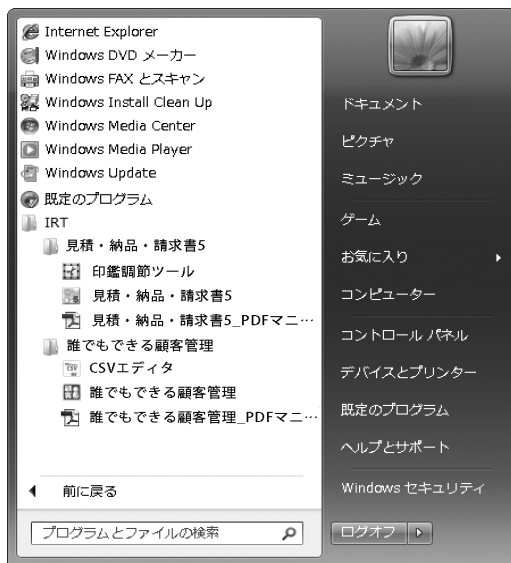 Internet Explorer
Windows DVD メーカー
Windows FAX とスキャン
Windows Install Clean Up
Windows Media Center
Windows Media Player
Windows Update
既定のプログラム
IRT
見積・納品・請求書5
印鑑調節ツール
見積・納品・請求書5
見積・納品・請求書5_PDFマニ…
誰でもできる顧客管理
CSVエディタ
誰でもできる顧客管理
誰でもできる顧客管理_PDFマニ…
前に戻る
プログラムとファイルの検索
ドキュメント
ピクチャ
ミュージック
ゲーム
お気に入り
コンピューター
コントロール パネル
デバイスとプリンター
既定のプログラム
ヘルプとサポート
Windows セキュリティ
ログオフ